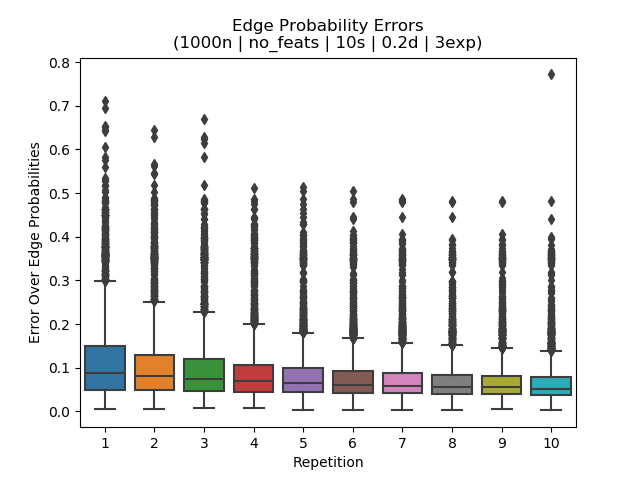 Edge Probability Errors
(1000n | no_feats | 10s | 0.2d | 3exp)
0.8
0.7
0.6
0.5
0.4
0.3
0.2
0.1
0.0
Error Over Edge Probabilities
1 2 3 4 5 6 7 8 9 10
Repetition